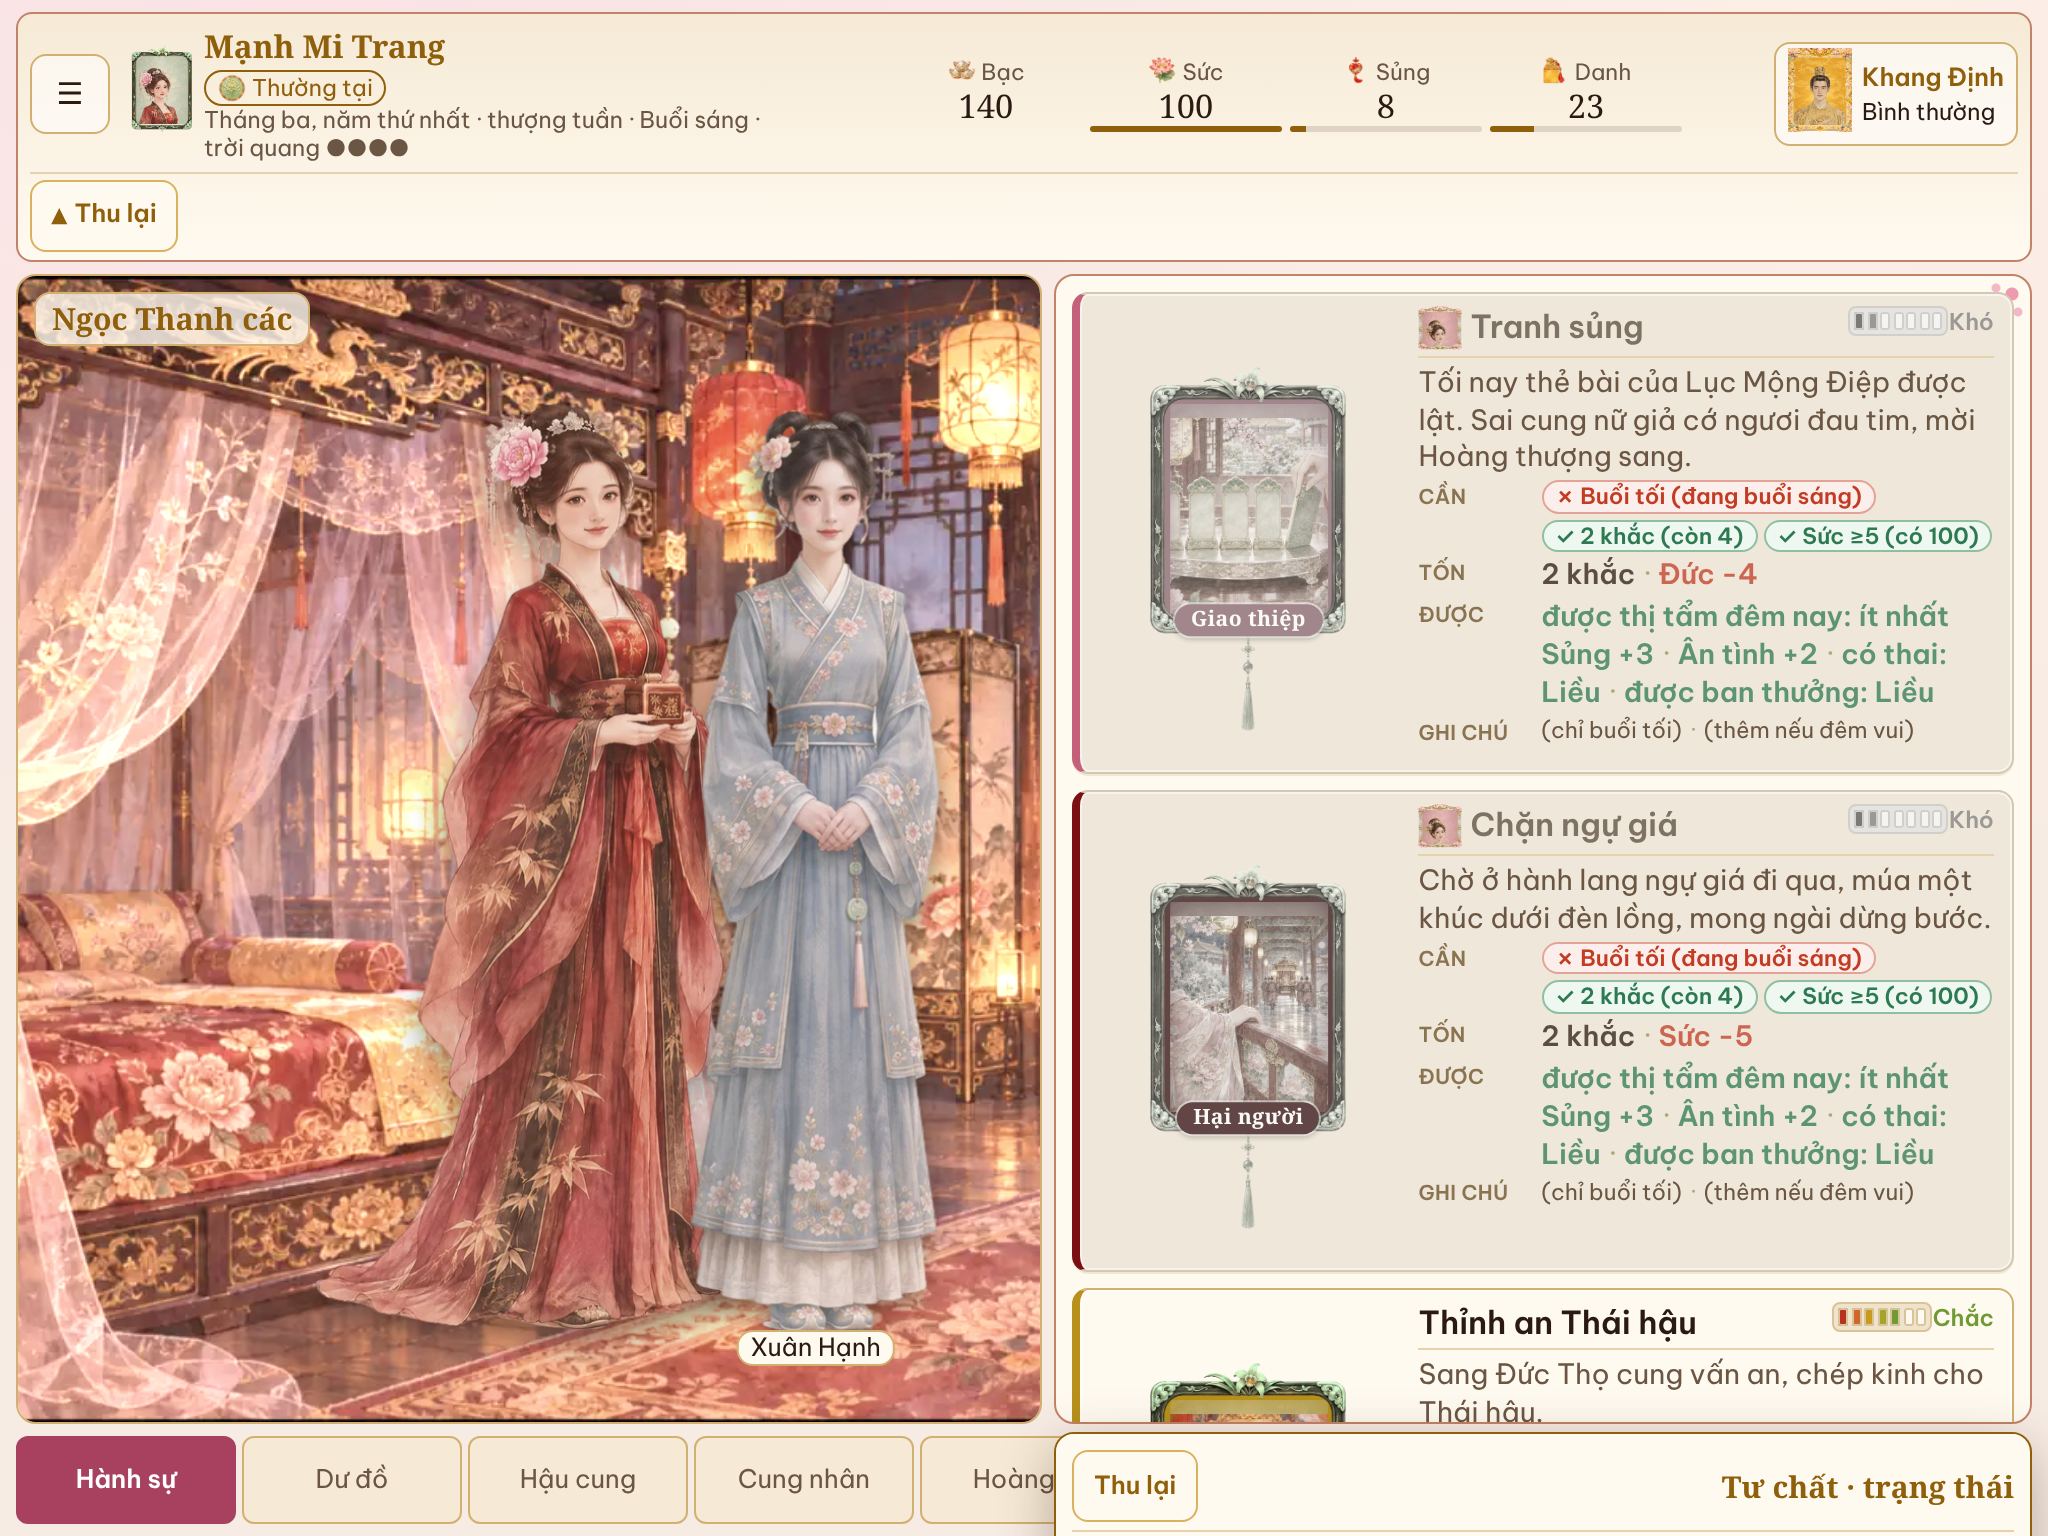 ☰
Mạnh Mi Trang
Thường tại
Tháng ba, năm thứ nhất · thượng tuần · Buổi sáng ·
trời quang ●●●●
Bạc
140
Sức
100
Sủng
8
Danh
23
Khang Định
Bình thường
▲ Thu lại
Ngọc Thanh các
Xuân Hạnh
Tranh sủng
Khó
Tối nay thẻ bài của Lục Mộng Điệp được
lật. Sai cung nữ giả cớ ngươi đau tim, mời
Hoàng thượng sang.
CẦN
× Buổi tối (đang buổi sáng)
✓ 2 khắc (còn 4) ✓ Sức ≥5 (có 100)
TỐN
2 khắc · Đức -4
ĐƯỢC
được thị tẩm đêm nay: ít nhất
Sủng +3 · Ân tình +2 · có thai:
Liều · được ban thưởng: Liều
GHI CHÚ
(chỉ buổi tối) · (thêm nếu đêm vui)
Giao thiệp
Chặn ngự giá
Khó
Chờ ở hành lang ngự giá đi qua, múa một
khúc dưới đèn lồng, mong ngài dừng bước.
CẦN
× Buổi tối (đang buổi sáng)
✓ 2 khắc (còn 4) ✓ Sức ≥5 (có 100)
TỐN
2 khắc · Sức -5
ĐƯỢC
được thị tẩm đêm nay: ít nhất
Sủng +3 · Ân tình +2 · có thai:
Liều · được ban thưởng: Liều
GHI CHÚ
(chỉ buổi tối) · (thêm nếu đêm vui)
Hại người
Thỉnh an Thái hậu
Chắc
Sang Đức Thọ cung vấn an, chép kinh cho
Thái hậu.
Hành sự
Dư đồ
Hậu cung
Cung nhân
Hoàng
Thu lại
Tư chất · trạng thái